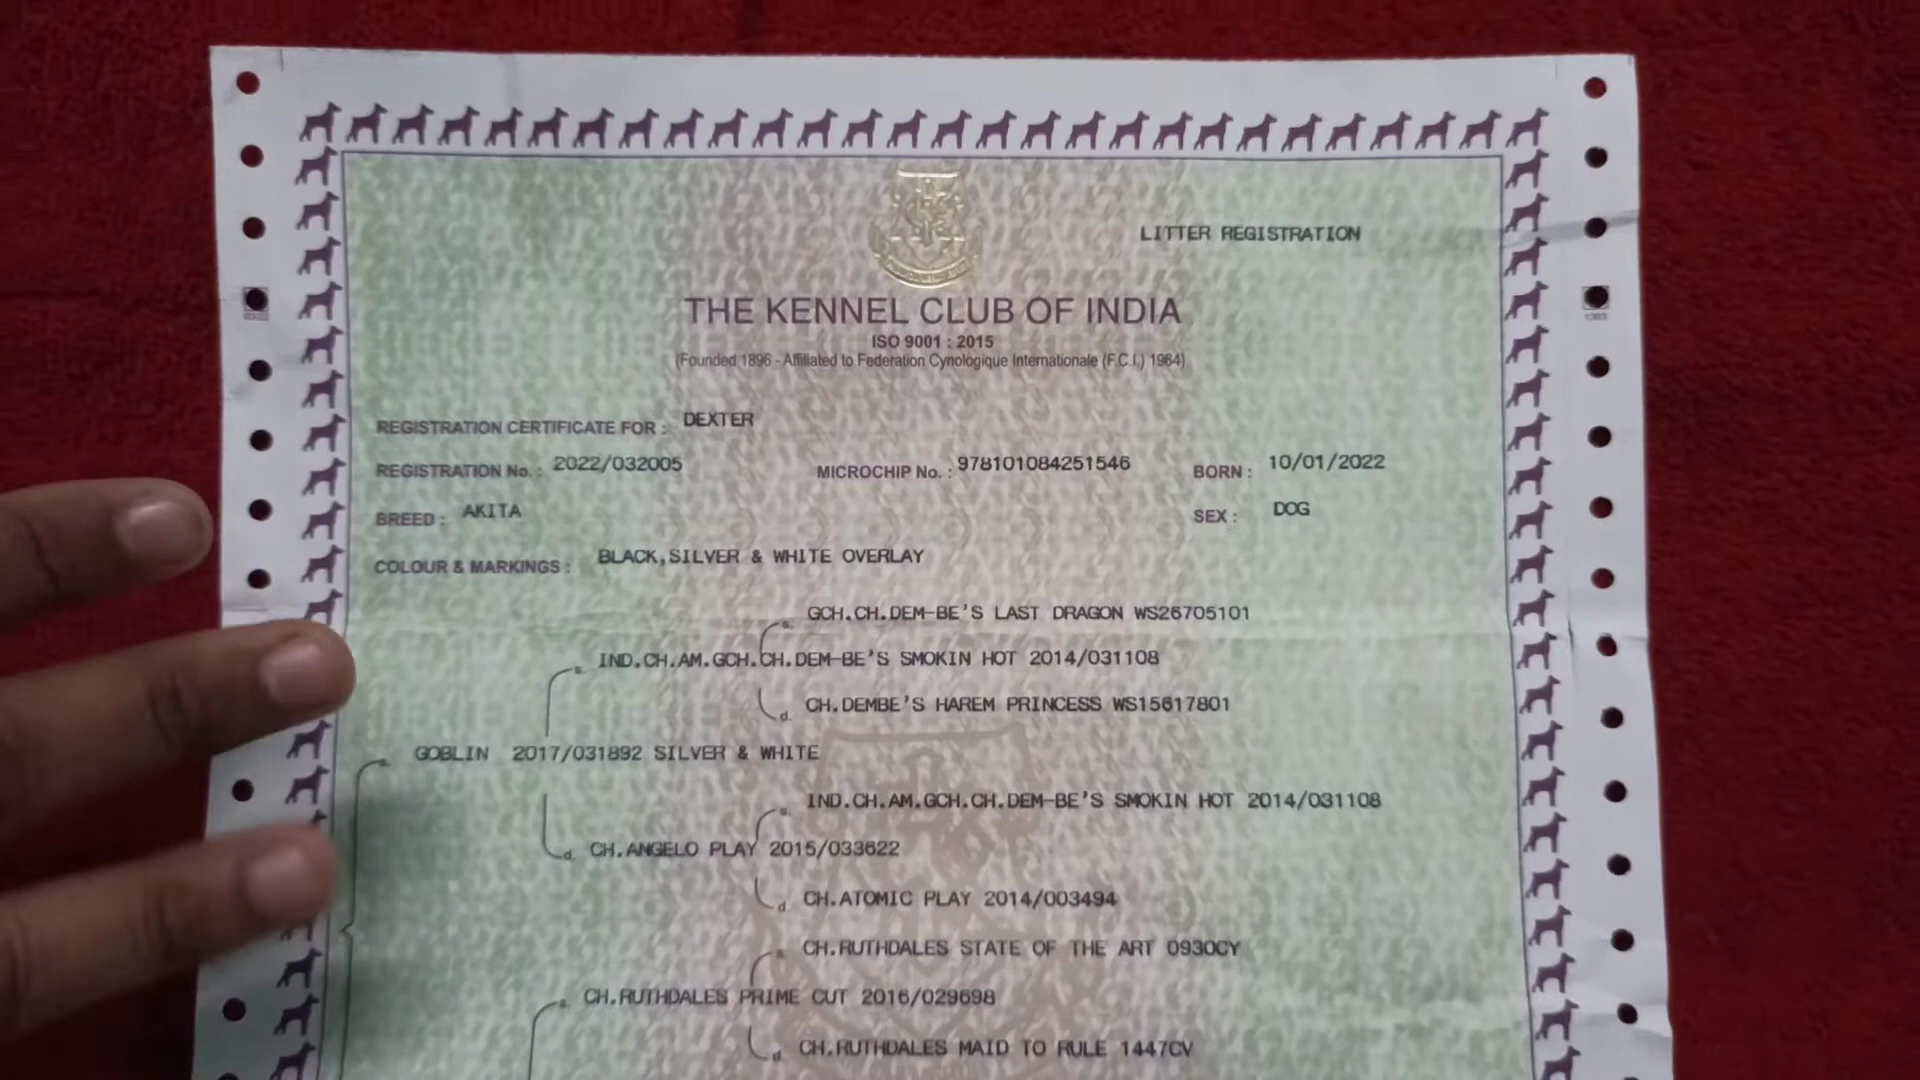 LITTER REGISTRATION
THE KENNEL CLUB OF INDIA
ISO 9001 : 2015
(Founded 1896 - Affiliated to Federation Cynologique Internationale (F.C.I.) 1964)
REGISTRATION CERTIFICATE FOR : DEXTER
REGISTRATION No. : 2022/032005 MICROCHIP No. : 978101084251546 BORN : 10/01/2022
BREED : AKITA SEX : DOG
COLOUR & MARKINGS : BLACK,SILVER & WHITE OVERLAY
s. GCH.CH.DEM-BE'S LAST DRAGON WS26705101
s. IND.CH.AM.GCH.CH.DEM-BE'S SMOKIN HOT 2014/031108
d. CH.DEMBE'S HAREM PRINCESS WS15617801
GOBLIN 2017/031892 SILVER & WHITE
s. IND.CH.AM.GCH.CH.DEM-BE'S SMOKIN HOT 2014/031108
d. CH.ANGELO PLAY 2015/033622
d. CH.ATOMIC PLAY 2014/003494
s. CH.RUTHDALES STATE OF THE ART 0930CY
s. CH.RUTHDALES PRIME CUT 2016/029698
d. CH.RUTHDALES MAID TO RULE 1447CV